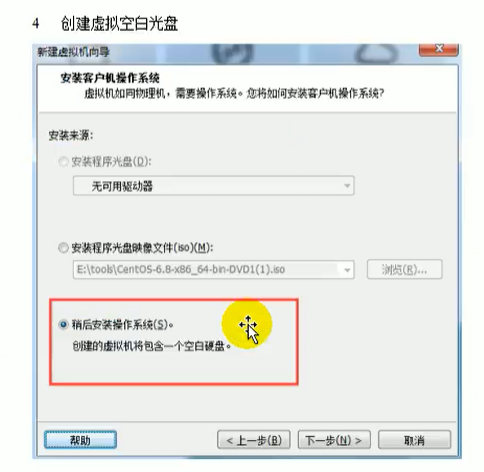 4 创建虚拟空白光盘
新建虚拟机向导
安装客户机操作系统
虚拟机如同物理机，需要操作系统。您将如何安装客户机操作系统?
安装来源:
安装程序光盘(D):
无可用驱动器
安装程序光盘映像文件(iso)(M):
E:\tools\CentOS-6.8-x86_64-bin-DVD1(1).iso
浏览(R)...
稍后安装操作系统(S)。
创建的虚拟机将包含一个空白硬盘。
帮助
< 上一步(B)
下一步(N) >
取消